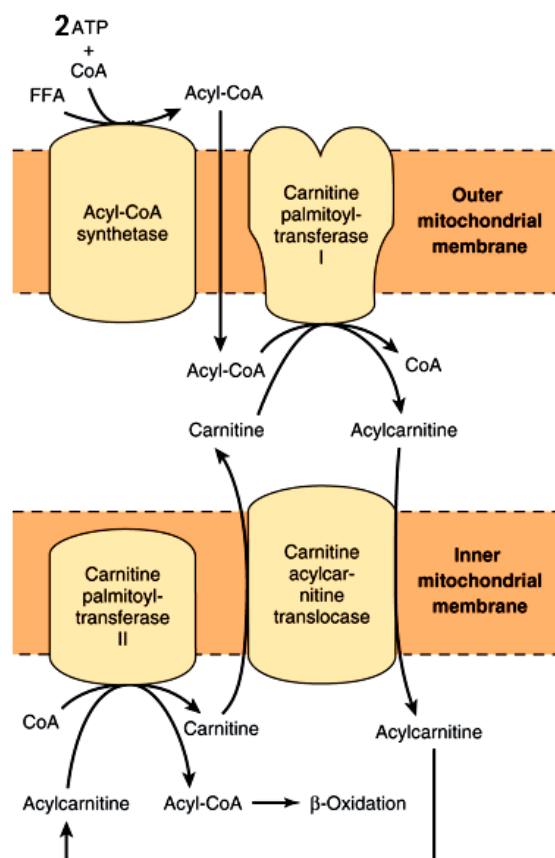 2ATP
+
CoA
FFA
Acyl-CoA
Acyl-CoA
synthetase
Carnitine
palmitoyl-
transferase
I
Outer
mitochondrial
membrane
Acyl-CoA
CoA
Carnitine
Acylcarnitine
Carnitine
palmitoyl-
transferase
II
Carnitine
acylcar-
nitine
translocase
Inner
mitochondrial
membrane
CoA
Carnitine
Acylcarnitine
Acylcarnitine
Acyl-CoA
β-Oxidation